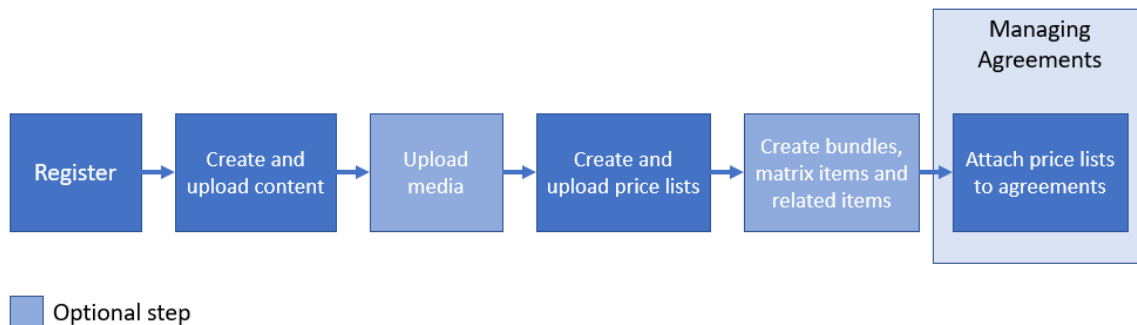 Managing
Agreements
Register
Create and
upload content
Upload
media
Create and
upload price lists
Create bundles,
matrix items and
related items
Attach price lists
to agreements
Optional step